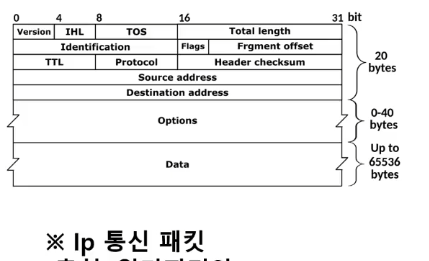 0 4 8 16 31 bit
Version IHL TOS Total length
Identification Flags Frgment offset
TTL Protocol Header checksum
Source address
Destination address
20
bytes
Options
0-40
bytes
Data
Up to
65536
bytes
※ Ip 통신 패킷